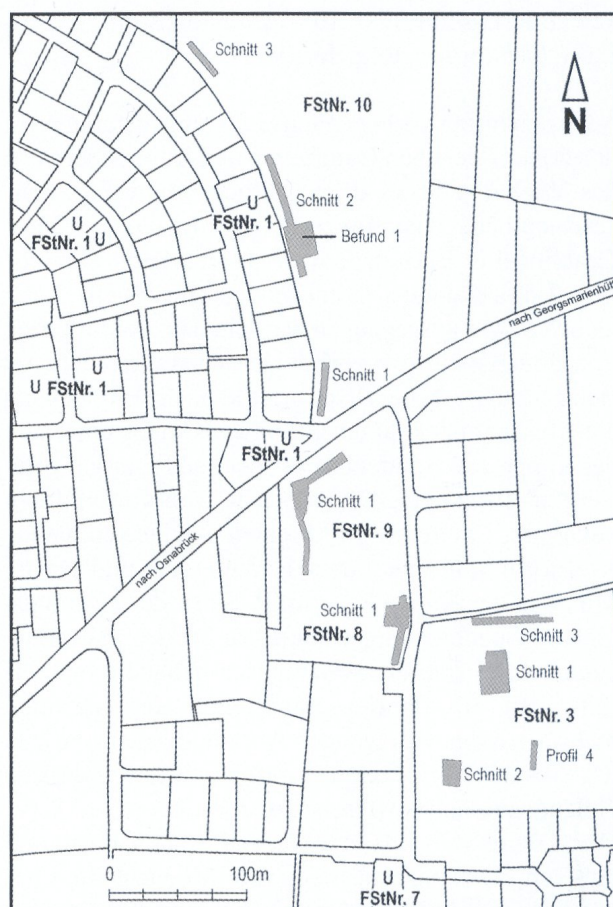 Schnitt 3
FStNr. 10
N
Schnitt 2
U
FStNr. 1
Befund 1
U
FStNr. 1
U
nach Georgsmarienhütt
Schnitt 1
U
U
FStNr. 1
U
FStNr. 1
Schnitt 1
FStNr. 9
nach Osnabrück
Schnitt 1
FStNr. 8
Schnitt 3
Schnitt 1
FStNr. 3
Profil 4
Schnitt 2
0
100m
U
FStNr. 7